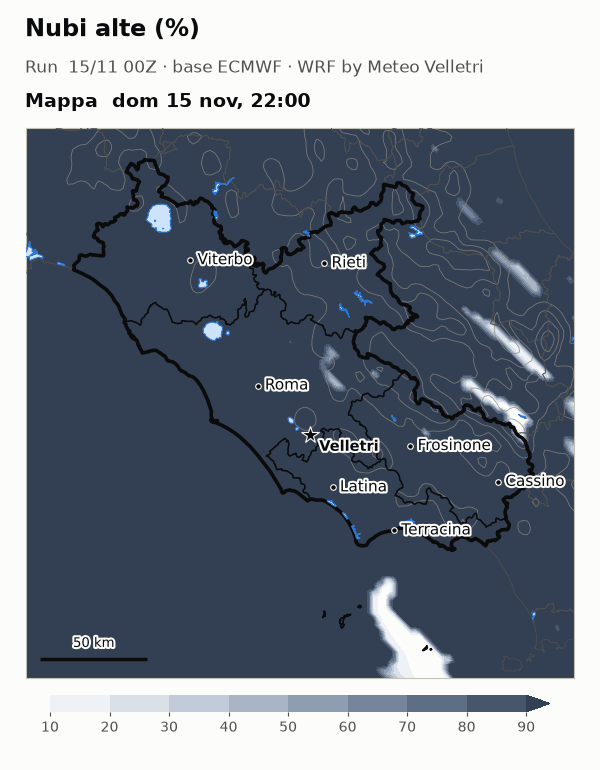 Nubi alte (%)
Run 15/11 00Z · base ECMWF · WRF by Meteo Velletri
Mappa dom 15 nov, 22:00
Viterbo
Rieti
Roma
Velletri
Frosinone
Latina
Cassino
Terracina
50 km
10 20 30 40 50 60 70 80 90